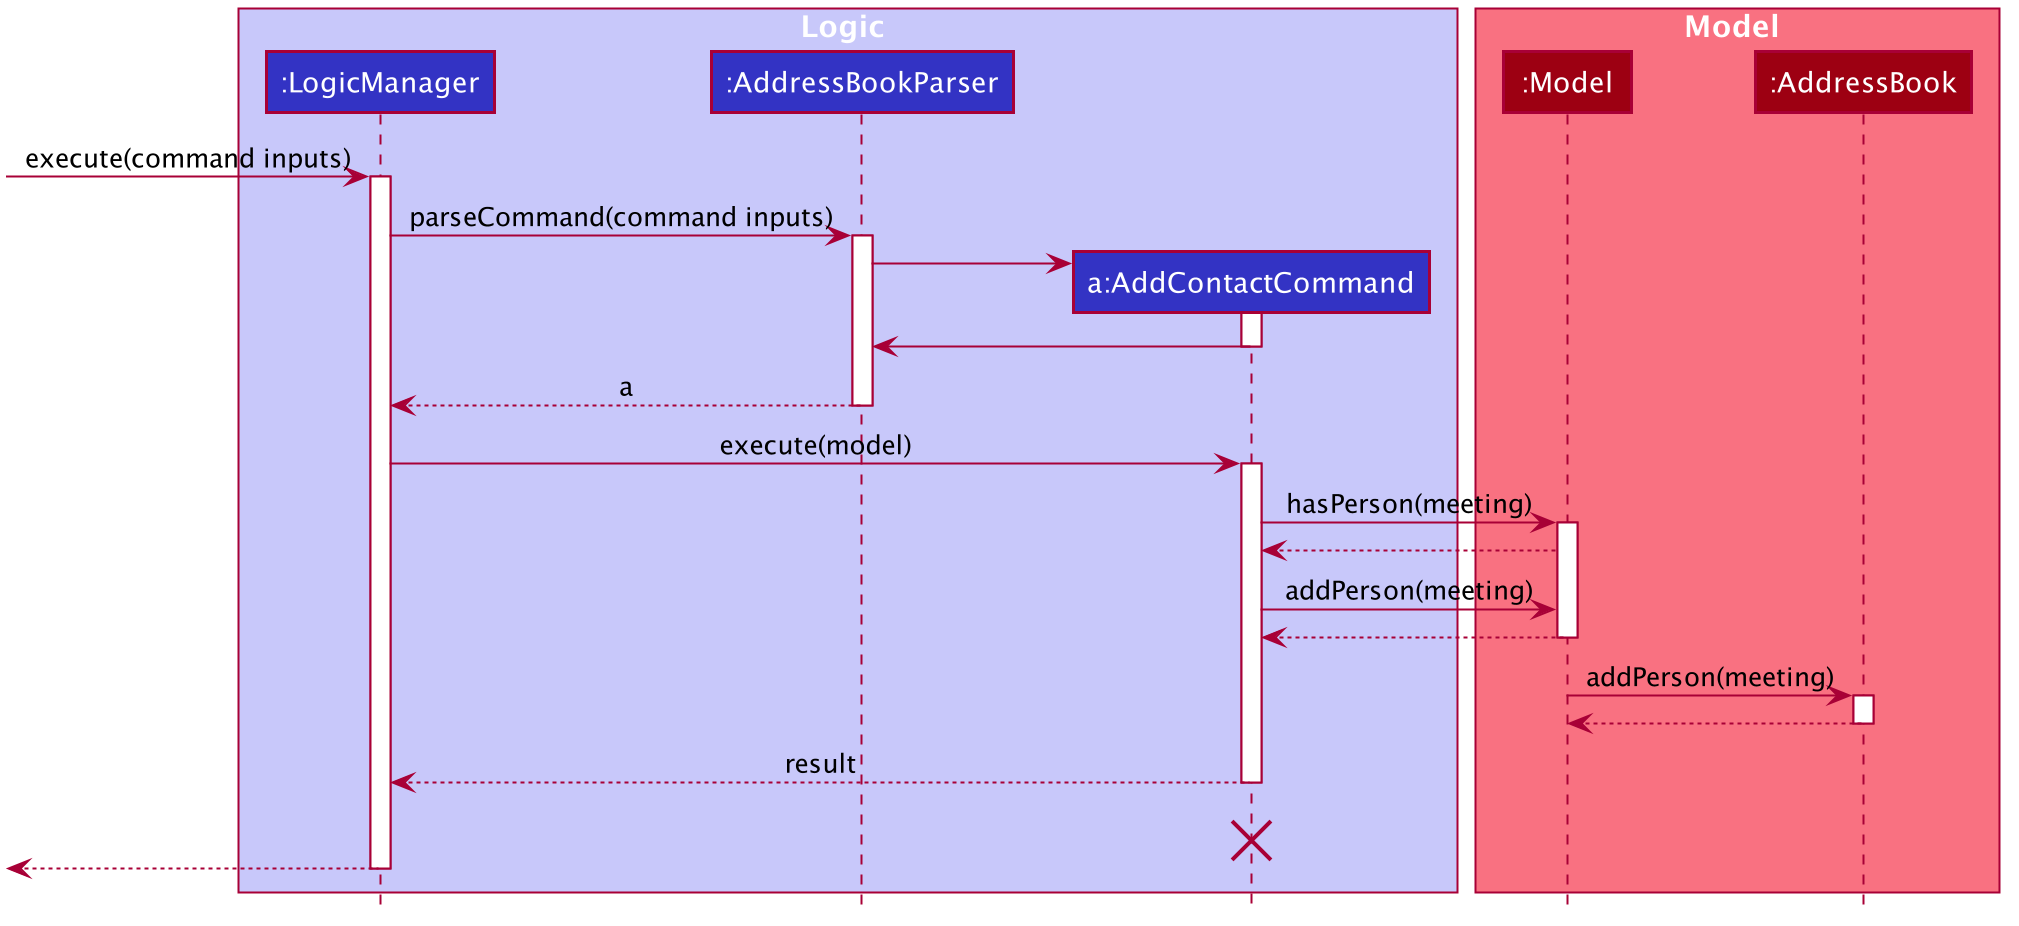 Logic
Model
:LogicManager
:AddressBookParser
:Model
:AddressBook
execute(command inputs)
parseCommand(command inputs)
a:AddContactCommand
a
execute(model)
hasPerson(meeting)
addPerson(meeting)
addPerson(meeting)
result